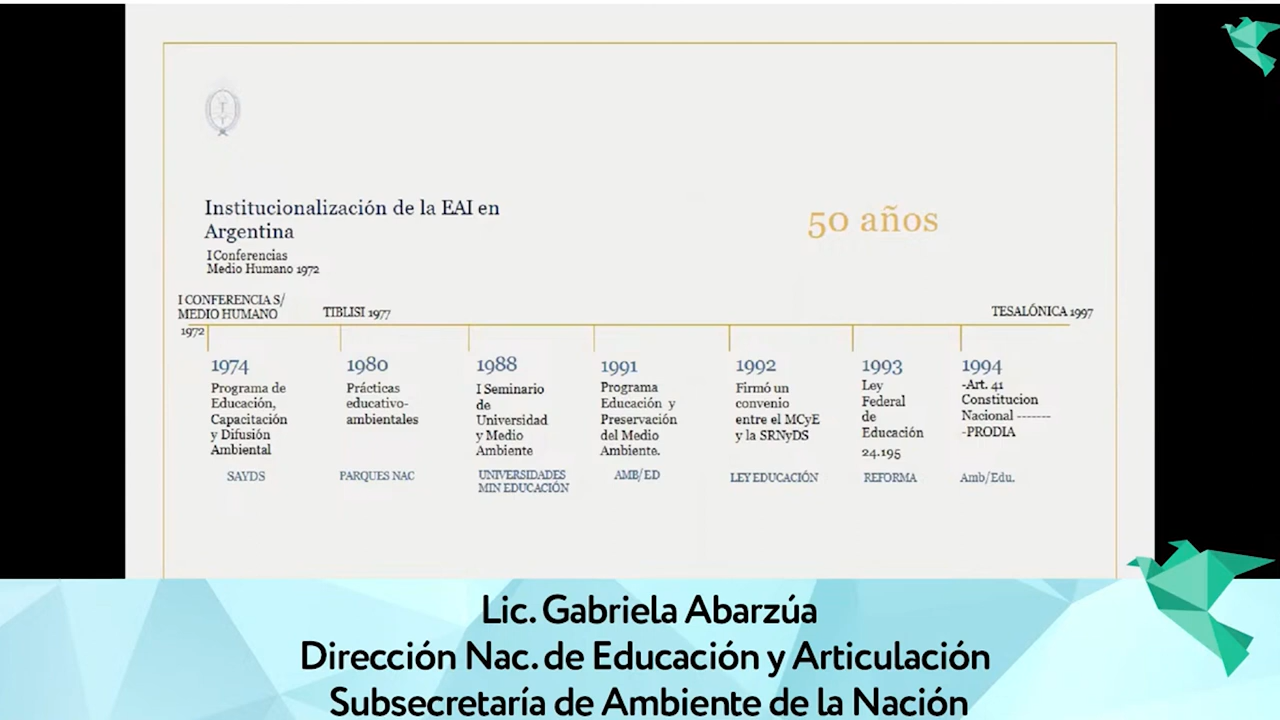 Institucionalización de la EAI en
Argentina
50 años
I Conferencias
Medio Humano 1972
I CONFERENCIA S/
MEDIO HUMANO
TIBLISI 1977
TESALÓNICA 1997
1972
1974
Programa de
Educación,
Capacitación
y Difusión
Ambiental
SAYDS
1980
Prácticas
educativo-
ambientales
PARQUES NAC
1988
I Seminario
de
Universidad
y Medio
Ambiente
UNIVERSIDADES
MIN EDUCACIÓN
1991
Programa
Educación y
Preservación
del Medio
Ambiente.
AMB/ED
1992
Firmó un
convenio
entre el MCyE
y la SRNyDS
LEY EDUCACIÓN
1993
Ley
Federal
de
Educación
24.195
REFORMA
1994
-Art. 41
Constitucion
Nacional -------
-PRODIA
Amb/Edu.
Lic. Gabriela Abarzúa
Dirección Nac. de Educación y Articulación
Subsecretaría de Ambiente de la Nación